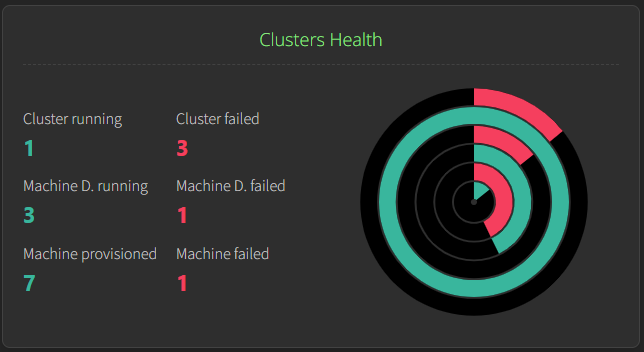 Clusters Health
Cluster running Cluster failed
1 3
Machine D. running Machine D. failed
3 1
Machine provisioned Machine failed
7 1